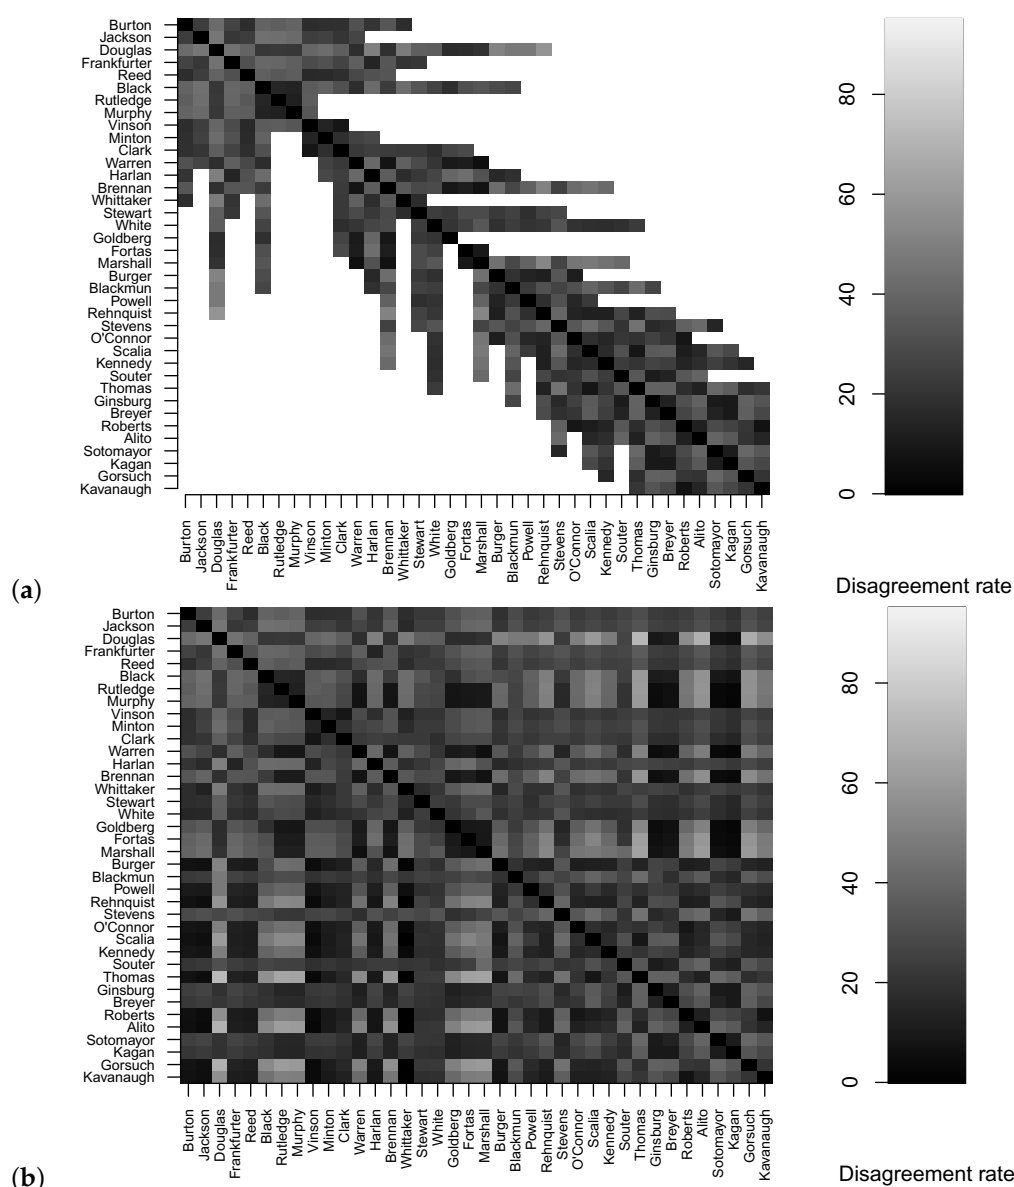 Burton
Jackson
Douglas
Frankfurter
Reed
Black
Rutledge
Murphy
Vinson
Minton
Clark
Warren
Harlan
Brennan
Whittaker
Stewart
White
Goldberg
Fortas
Marshall
Burger
Blackmun
Powell
Rehnquist
Stevens
O'Connor
Scalia
Kennedy
Souter
Thomas
Ginsburg
Breyer
Roberts
Alito
Sotomayor
Kagan
Gorsuch
Kavanaugh
Burton
Jackson
Douglas
Frankfurter
Reed
Black
Rutledge
Murphy
Vinson
Minton
Clark
Warren
Harlan
Brennan
Whittaker
Stewart
White
Goldberg
Fortas
Marshall
Burger
Blackmun
Powell
Rehnquist
Stevens
O'Connor
Scalia
Kennedy
Souter
Thomas
Ginsburg
Breyer
Roberts
Alito
Sotomayor
Kagan
Gorsuch
Kavanaugh
80
60
40
20
0
Disagreement rate
(a)
Burton
Jackson
Douglas
Frankfurter
Reed
Black
Rutledge
Murphy
Vinson
Minton
Clark
Warren
Harlan
Brennan
Whittaker
Stewart
White
Goldberg
Fortas
Marshall
Burger
Blackmun
Powell
Rehnquist
Stevens
O'Connor
Scalia
Kennedy
Souter
Thomas
Ginsburg
Breyer
Roberts
Alito
Sotomayor
Kagan
Gorsuch
Kavanaugh
Burton
Jackson
Douglas
Frankfurter
Reed
Black
Rutledge
Murphy
Vinson
Minton
Clark
Warren
Harlan
Brennan
Whittaker
Stewart
White
Goldberg
Fortas
Marshall
Burger
Blackmun
Powell
Rehnquist
Stevens
O'Connor
Scalia
Kennedy
Souter
Thomas
Ginsburg
Breyer
Roberts
Alito
Sotomayor
Kagan
Gorsuch
Kavanaugh
80
60
40
20
0
Disagreement rate
(b)